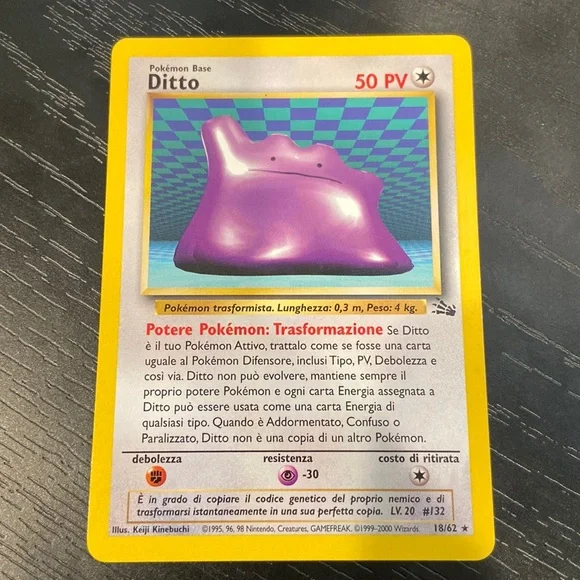 Pokémon Base
Ditto
50 PV
Pokémon trasformista. Lunghezza: 0,3 m, Peso: 4 kg.
Potere Pokémon: Trasformazione Se Ditto
è il tuo Pokémon Attivo, trattalo come se fosse una carta
uguale al Pokémon Difensore, inclusi Tipo, PV, Debolezza e
così via. Ditto non può evolvere, mantiene sempre il
proprio potere Pokémon e ogni carta Energia assegnata a
Ditto può essere usata come una carta Energia di
qualsiasi tipo. Quando è Addormentato, Confuso o
Paralizzato, Ditto non è una copia di un altro Pokémon.
debolezza resistenza costo di ritirata
-30
È in grado di copiare il codice genetico del proprio nemico e di
trasformarsi istantaneamente in una sua perfetta copia. LV. 20 #132
Illus. Keiji Kinebuchi ©1995, 96, 98 Nintendo, Creatures, GAMEFREAK. ©1999-2000 Wizards. 18/62